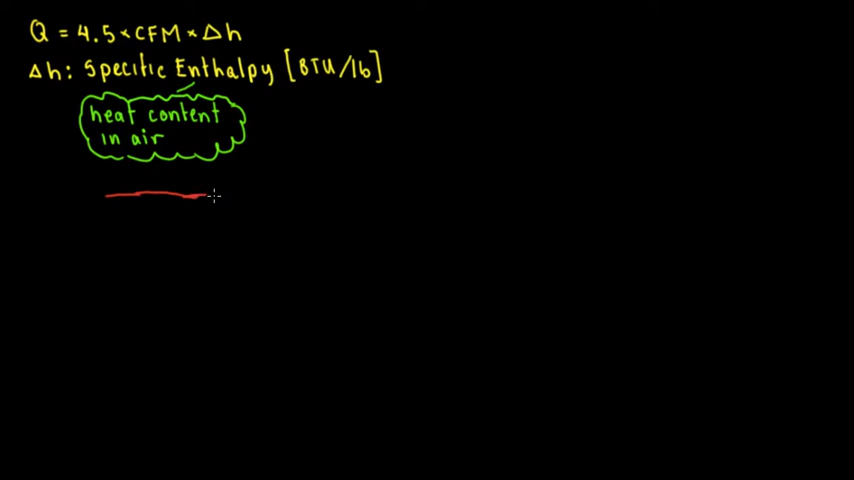 Q = 4.5 * CFM * Δh
Δh: Specific Enthalpy [BTU/lb]
heat content
in air